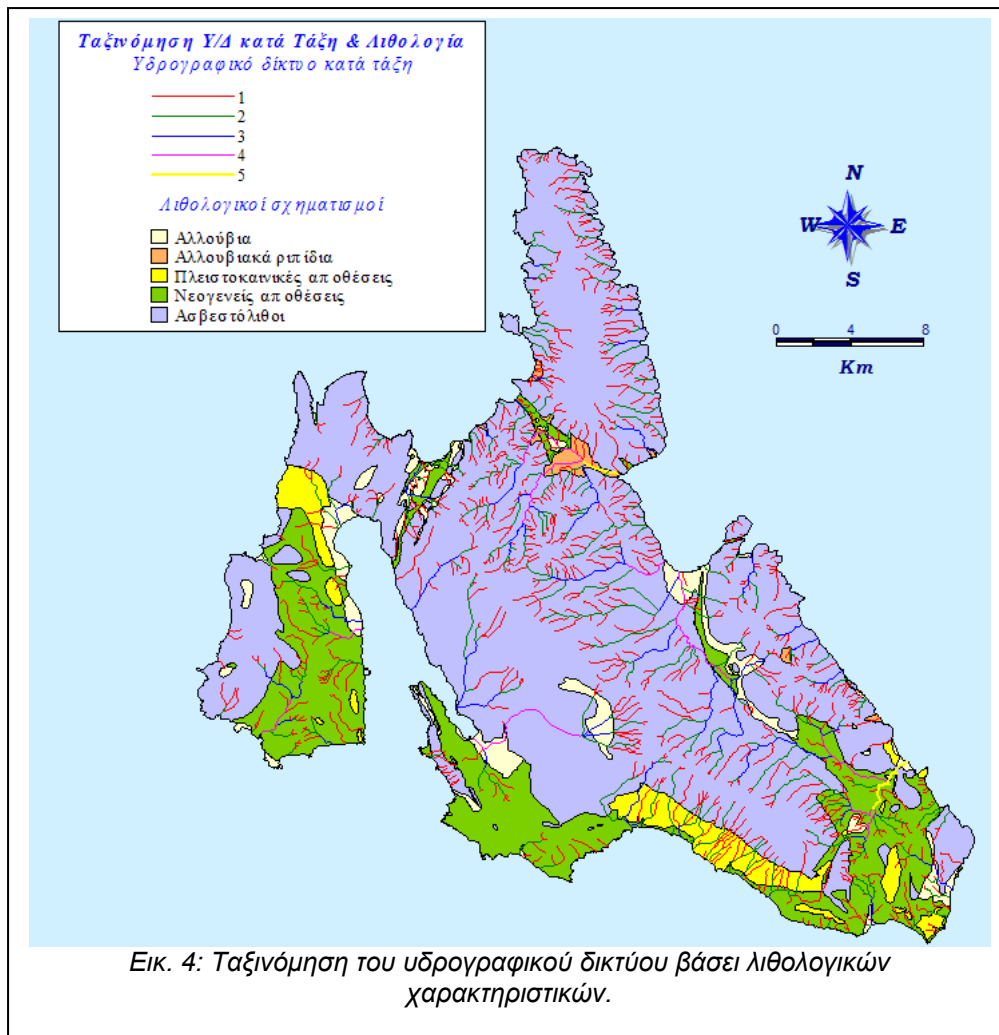 Ταξινόμηση Υ/Δ κατά Τάξη & Λιθολογία
Υδρογραφικό δίκτυο κατά τάξη
1
2
3
4
5
Λιθολογικοί σχηματισμοί
Αλλούβια
Αλλουβιακά ριπίδια
Πλειστοκαινικές αποθέσεις
Νεογενείς αποθέσεις
Ασβεστόλιθοι
N
W E
S
0 4 8
Km
Εικ. 4: Ταξινόμηση του υδρογραφικού δικτύου βάσει λιθολογικών
χαρακτηριστικών.